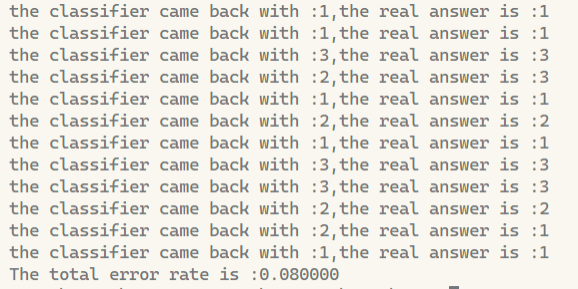 the classifier came back with :1,the real answer is :1
the classifier came back with :1,the real answer is :1
the classifier came back with :3,the real answer is :3
the classifier came back with :2,the real answer is :3
the classifier came back with :1,the real answer is :1
the classifier came back with :2,the real answer is :2
the classifier came back with :1,the real answer is :1
the classifier came back with :3,the real answer is :3
the classifier came back with :3,the real answer is :3
the classifier came back with :2,the real answer is :2
the classifier came back with :2,the real answer is :1
the classifier came back with :1,the real answer is :1
The total error rate is :0.080000